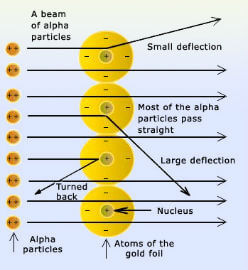 A beam
of alpha
particles
Small deflection
Most of the alpha
particles pass
straight
Large deflection
Turned
back
Nucleus
Alpha
particles
Atoms of the
gold foil